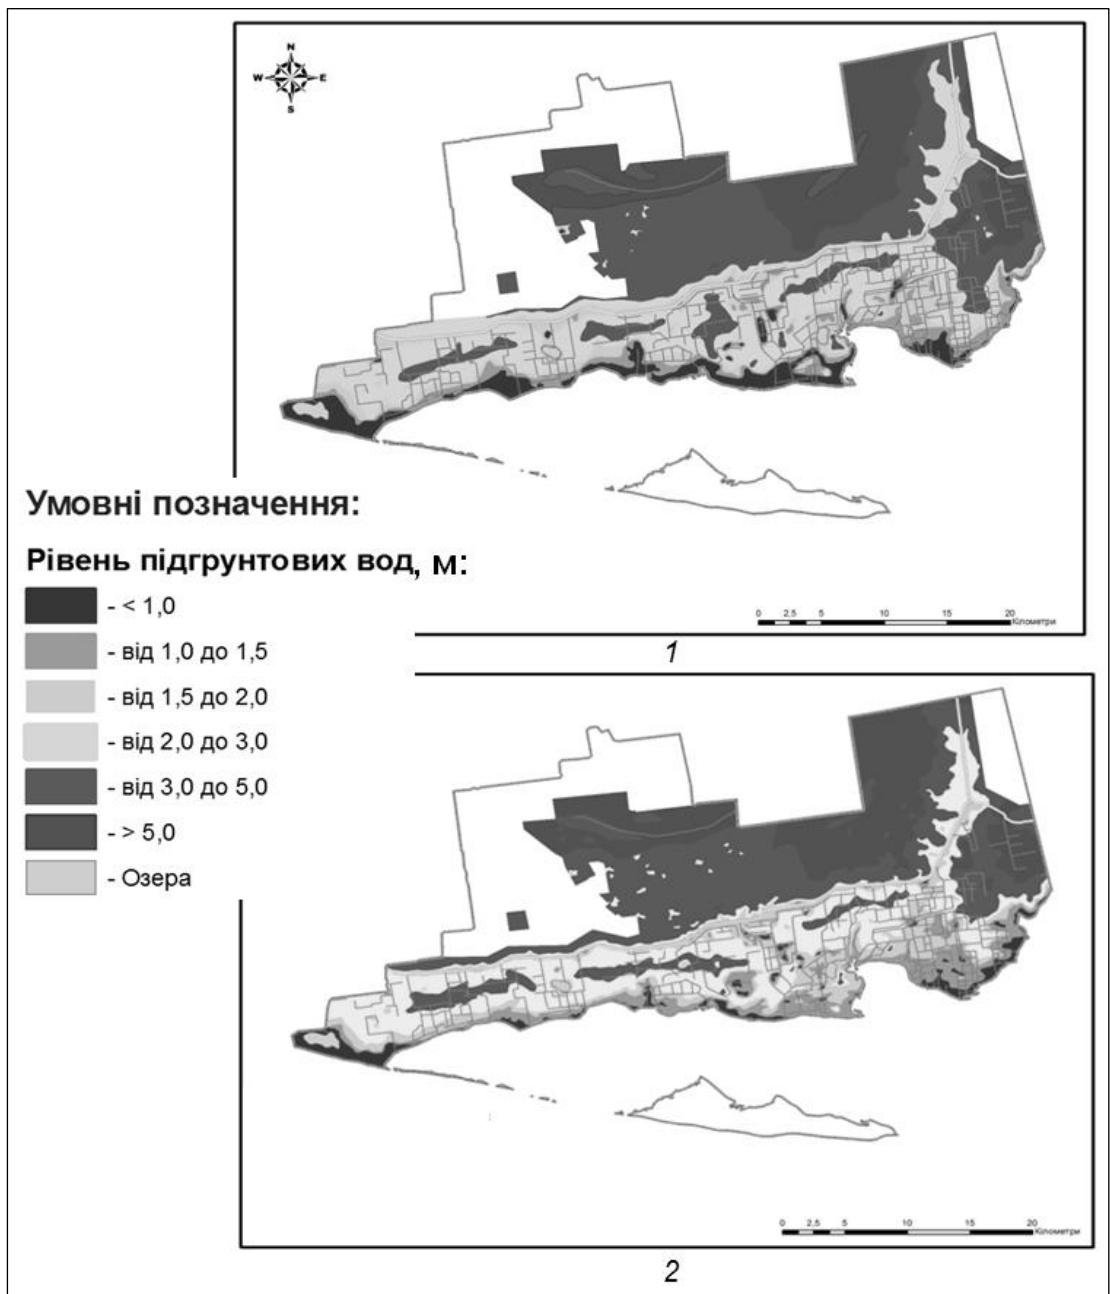 N
W E
S
0 2,5 5 10 15 20
Кілометри
1
Умовні позначення:
Рівень підгрунтових вод, м:
- < 1,0
- від 1,0 до 1,5
- від 1,5 до 2,0
- від 2,0 до 3,0
- від 3,0 до 5,0
- > 5,0
- Озера
0 2,5 5 10 15 20
Кілометри
2